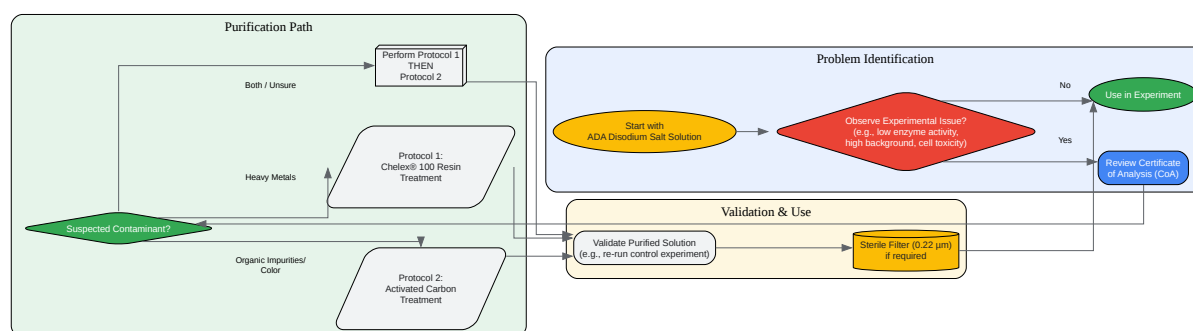 Purification Path
Perform Protocol 1
THEN
Protocol 2
Both / Unsure
Protocol 1:
Chelex® 100 Resin
Treatment
Heavy Metals
Suspected Contaminant?
Organic Impurities/
Color
Protocol 2:
Activated Carbon
Treatment
Problem Identification
Start with
ADA Disodium Salt Solution
Observe Experimental Issue?
(e.g., low enzyme activity,
high background, cell toxicity)
No
Use in Experiment
Yes
Review Certificate
of Analysis (CoA)
Validation & Use
Validate Purified Solution
(e.g., re-run control experiment)
Sterile Filter (0.22 µm)
if required